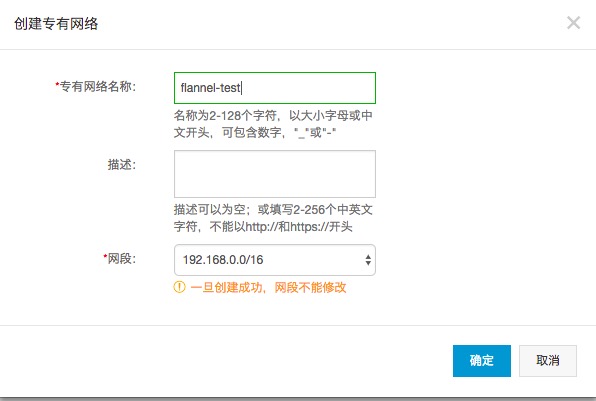 创建专有网络
*专有网络名称:
flannel-test
名称为2-128个字符，以大小字母或中
文开头，可包含数字，"_"或"-"
描述:
描述可以为空；或填写2-256个中英文
字符，不能以http://和https://开头
*网段:
192.168.0.0/16
一旦创建成功，网段不能修改
确定
取消